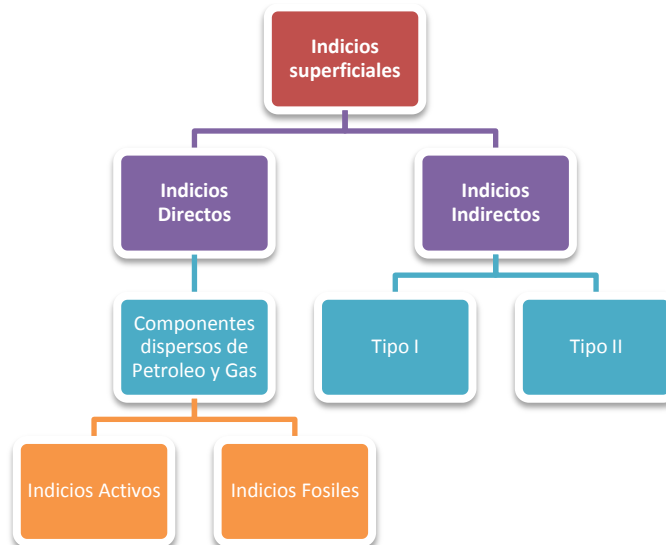 Indicios
superficiales
Indicios
Directos
Indicios
Indirectos
Componentes
dispersos de
Petroleo y Gas
Tipo I
Tipo II
Indicios Activos
Indicios Fosiles